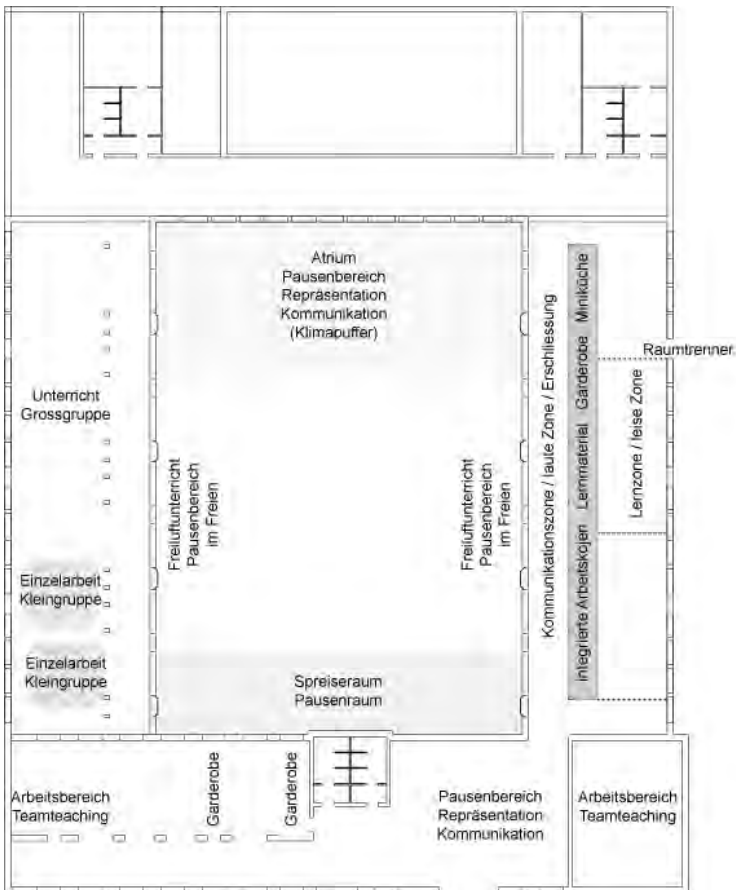 Atrium
Pausenbereich
Repräsentation
Kommunikation
(Klimapuffer)
Unterricht
Grossgruppe
Freiluftunterricht
Pausenbereich
im Freien
Freiluftunterricht
Pausenbereich
im Freien
Kommunikationszone / laute Zone / Erschliessung
integrierte Arbeitskojen Lernmaterial Garderobe Miniküche
Raumtrenner
Lernzone / leise Zone
Einzelarbeit
Kleingruppe
Einzelarbeit
Kleingruppe
Spreiseraum
Pausenraum
Arbeitsbereich
Teamteaching
Garderobe
Garderobe
Pausenbereich
Repräsentation
Kommunikation
Arbeitsbereich
Teamteaching